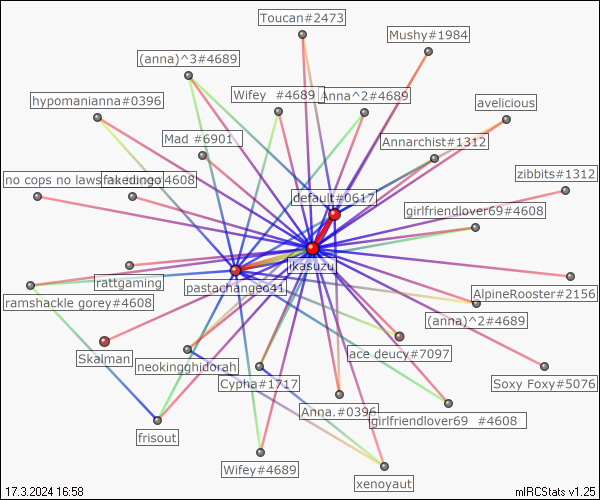 Toucan#2473
Mushy#1984
(anna)^3#4689
Wifey #4689
Anna^2#4689
hypomanianna#0396
avelicious
Mad #6901
Annarchist#1312
no cops no laws
fakedingo
4608
zibbits#1312
default#0617
girlfriendlover69#4608
ikasuzu
rattgaming
pastachangeo41
ramshackle gorey#4608
AlpineRooster#2156
(anna)^2#4689
Skalman
neokingghidorah
ace deucy#7097
Cypha#1717
Soxy Foxy#5076
Anna.#0396
girlfriendlover69 #4608
frisout
Wifey#4689
xenoyaut
17.3.2024 16:58
mIRCStats v1.25